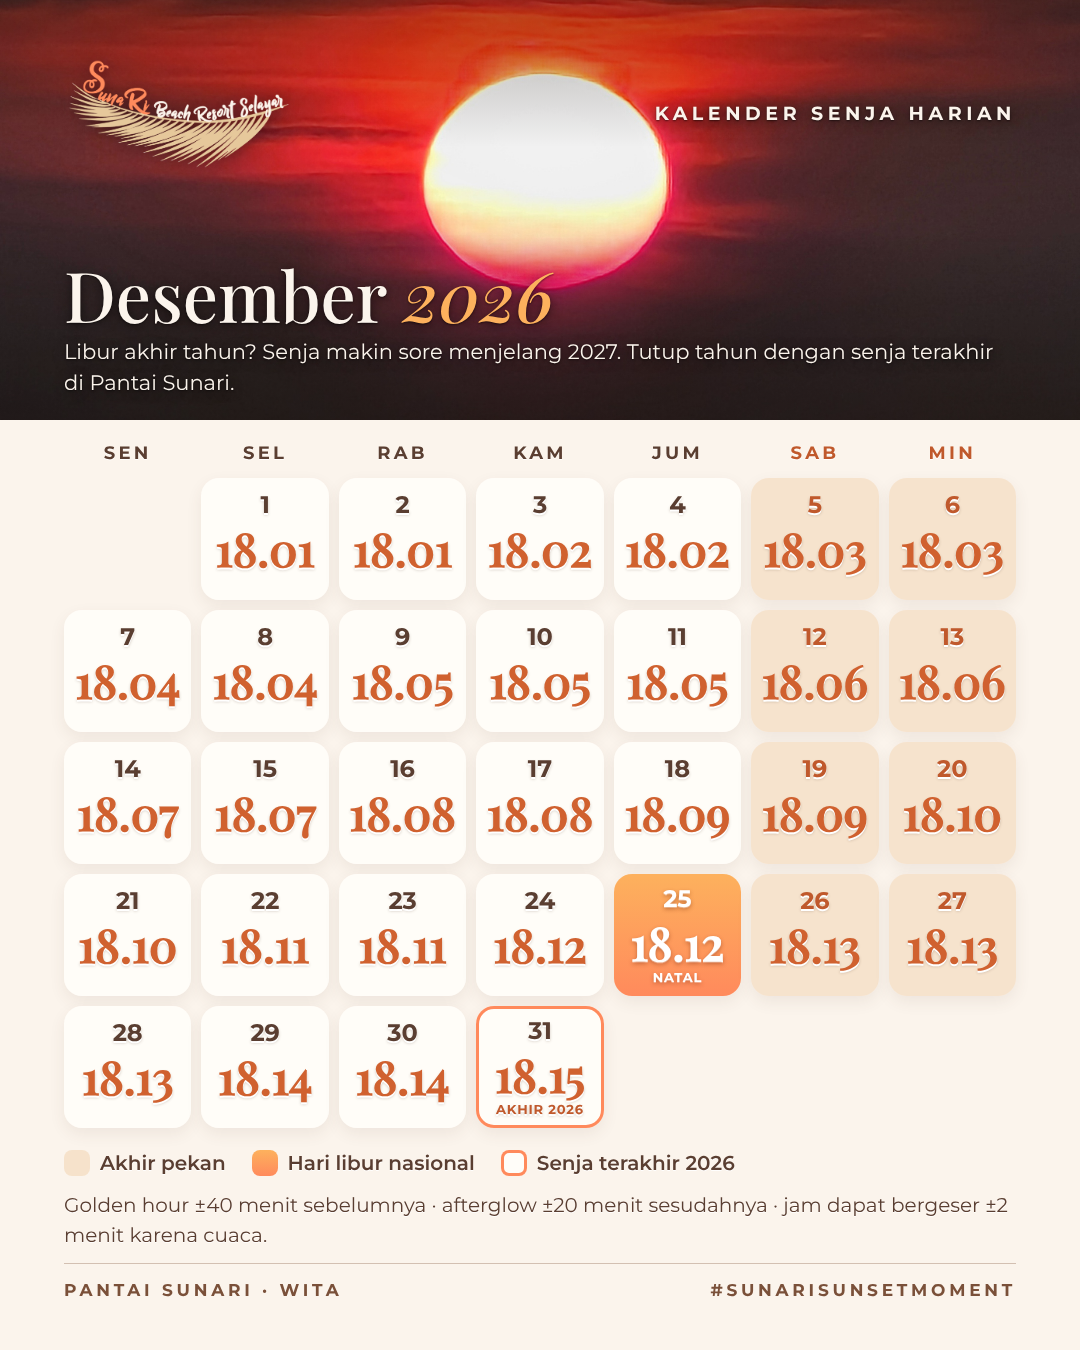 SunaRi Beach Resort Selayar
KALENDER SENJA HARIAN
Desember 2026
Libur akhir tahun? Senja makin sore menjelang 2027. Tutup tahun dengan senja terakhir
di Pantai Sunari.
SEN SEL RAB KAM JUM SAB MIN
1 2 3 4 5 6
18.01 18.01 18.02 18.02 18.03 18.03
7 8 9 10 11 12 13
18.04 18.04 18.05 18.05 18.05 18.06 18.06
14 15 16 17 18 19 20
18.07 18.07 18.08 18.08 18.09 18.09 18.10
21 22 23 24 25 26 27
18.10 18.11 18.11 18.12 18.12 18.13 18.13
NATAL
28 29 30 31
18.13 18.14 18.14 18.15
AKHIR 2026
Akhir pekan Hari libur nasional Senja terakhir 2026
Golden hour ±40 menit sebelumnya · afterglow ±20 menit sesudahnya · jam dapat bergeser ±2
menit karena cuaca.
PANTAI SUNARI · WITA #SUNARISUNSETMOMENT